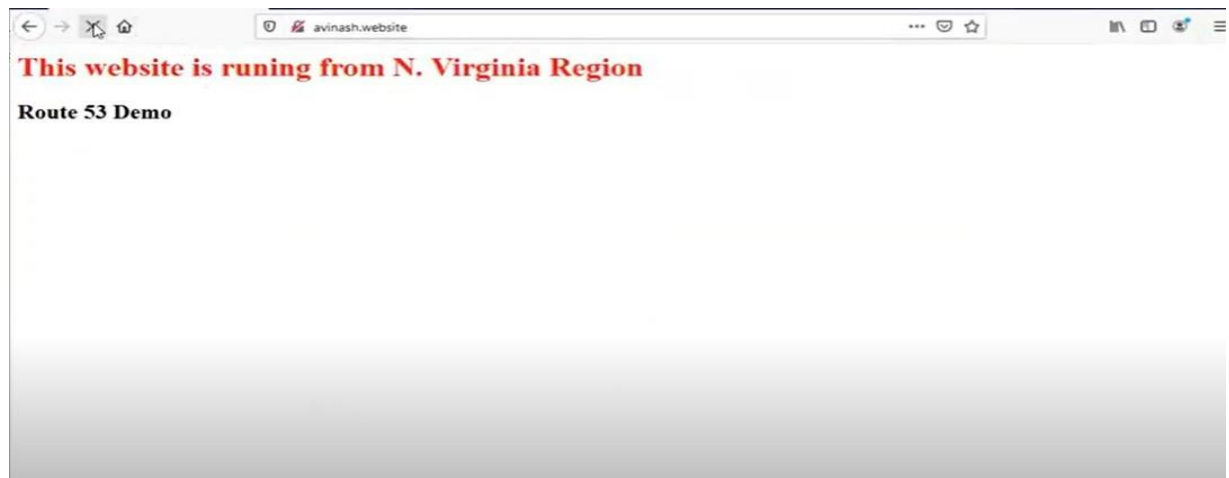 avinash.website
This website is runing from N. Virginia Region
Route 53 Demo